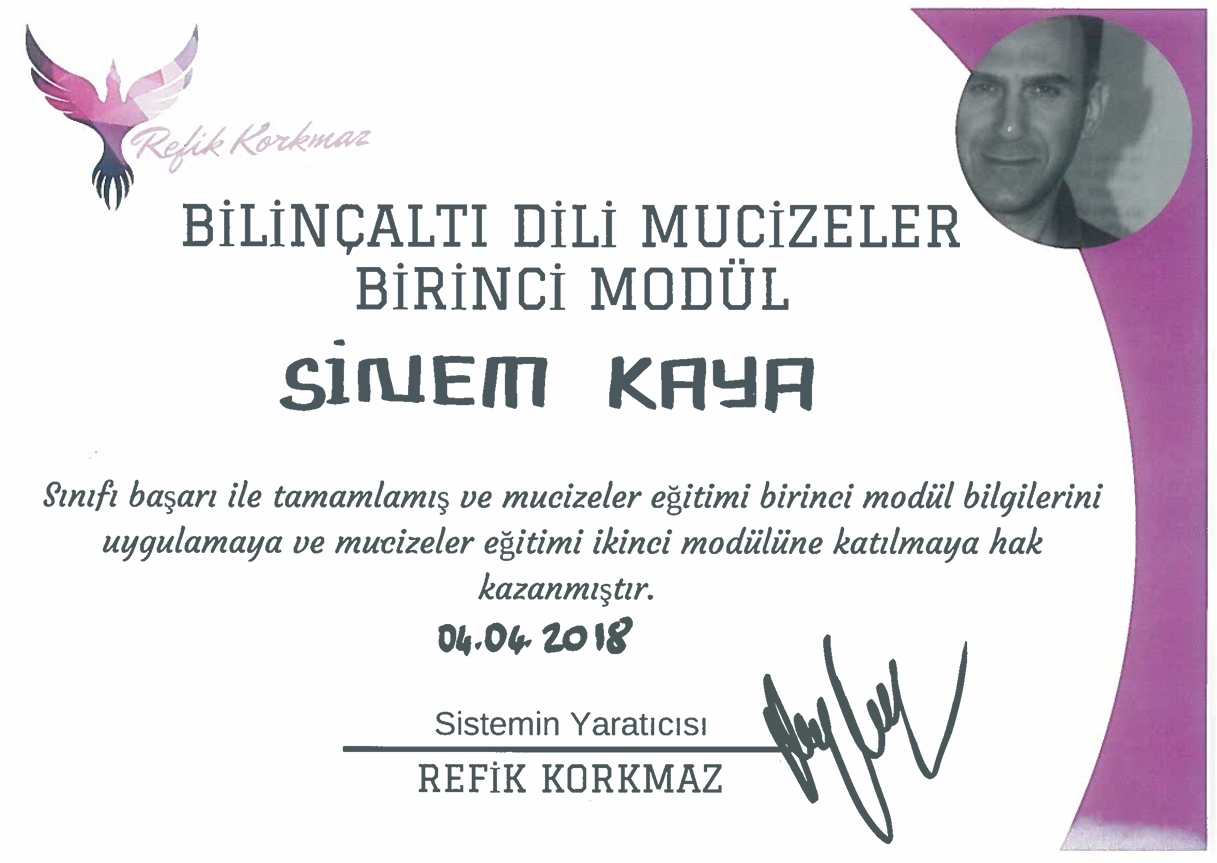 Refik Korkmaz
BİLİNÇALTI DİLİ MUCİZELER
BİRİNCİ MODÜL
SİNEM KAYA
Sınıfı başarı ile tamamlamış ve mucizeler eğitimi birinci modül bilgilerini
uygulamaya ve mucizeler eğitimi ikinci modülüne katılmaya hak
kazanmıştır.
04.04.2018
Sistemin Yaratıcısı
REFİK KORKMAZ